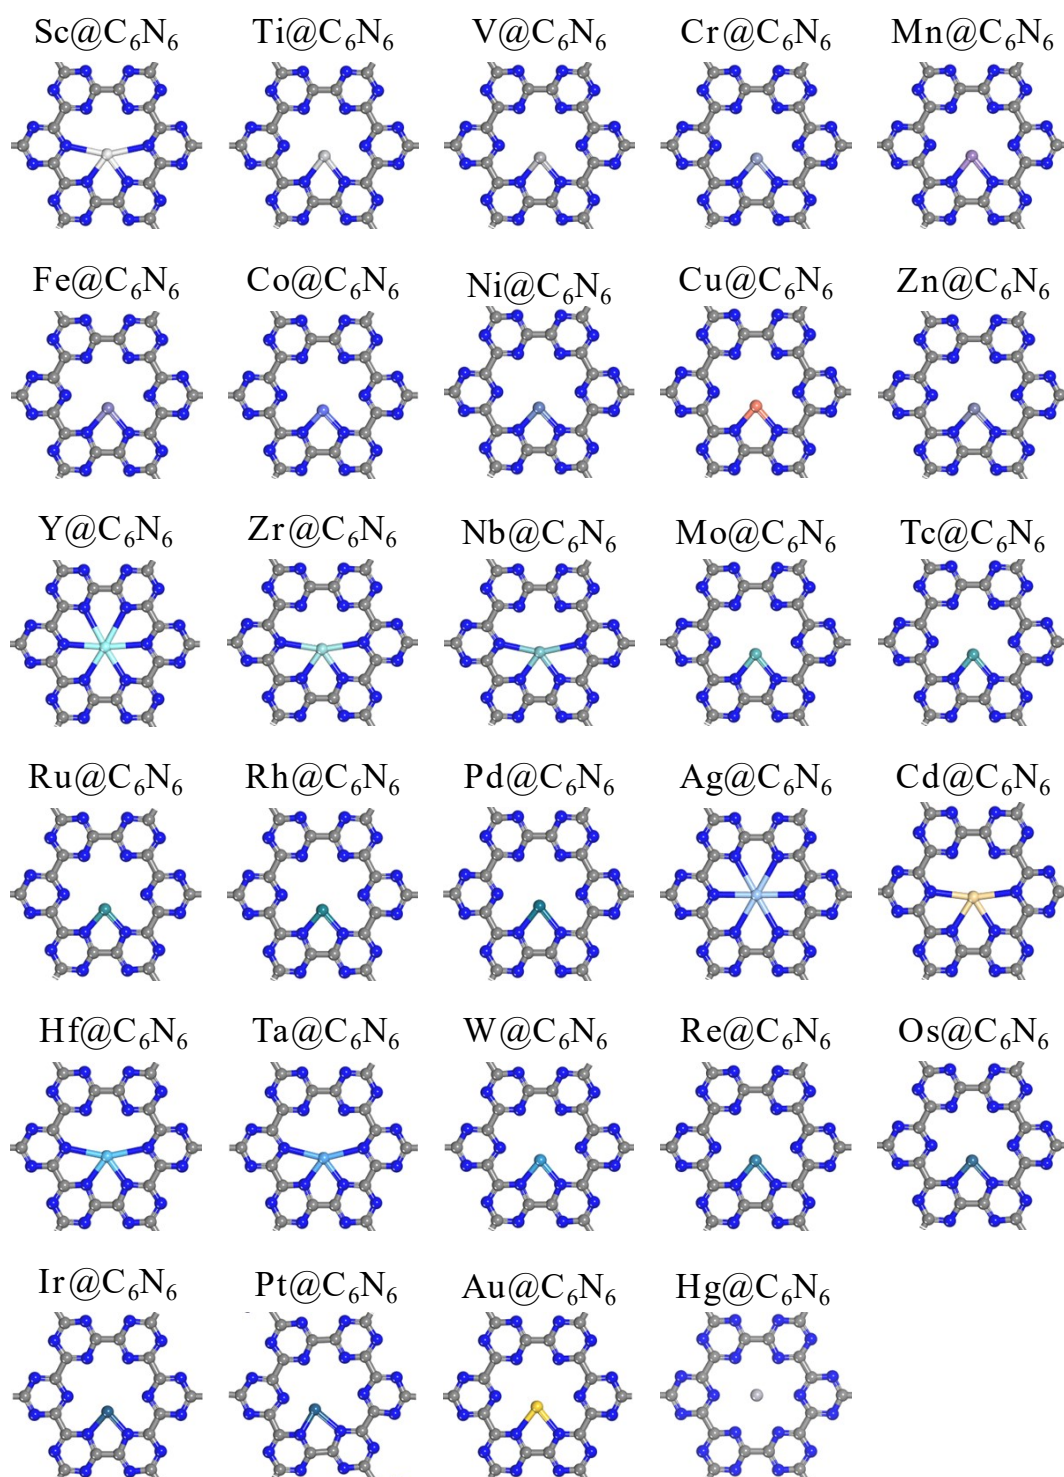 Sc@C₆N₆ Ti@C₆N₆ V@C₆N₆ Cr@C₆N₆ Mn@C₆N₆
Fe@C₆N₆ Co@C₆N₆ Ni@C₆N₆ Cu@C₆N₆ Zn@C₆N₆
Y@C₆N₆ Zr@C₆N₆ Nb@C₆N₆ Mo@C₆N₆ Tc@C₆N₆
Ru@C₆N₆ Rh@C₆N₆ Pd@C₆N₆ Ag@C₆N₆ Cd@C₆N₆
Hf@C₆N₆ Ta@C₆N₆ W@C₆N₆ Re@C₆N₆ Os@C₆N₆
Ir@C₆N₆ Pt@C₆N₆ Au@C₆N₆ Hg@C₆N₆